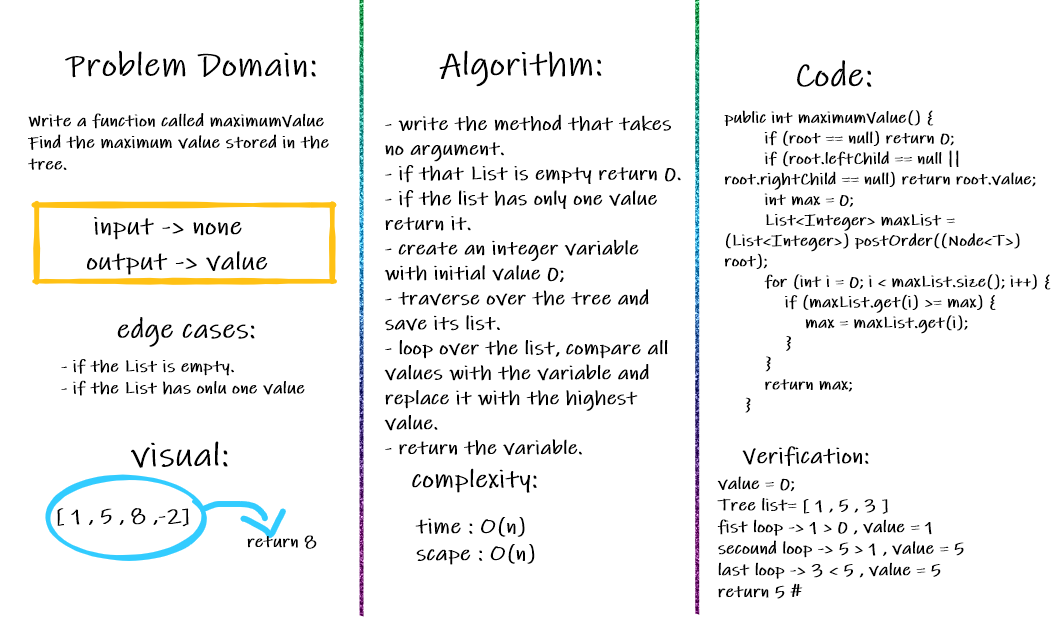 Problem Domain:
Write a function called maximumValue
Find the maximum value stored in the
tree.
input -> none
output -> value
edge cases:
- if the List is empty.
- if the List has onlu one value
visual:
[ 1 , 5 , 8 ,-2]
return 8
Algorithm:
- write the method that takes
no argument.
- if that List is empty return 0.
- if the list has only one value
return it.
- create an integer variable
with initial value 0;
- traverse over the tree and
save its list.
- loop over the list, compare all
values with the variable and
replace it with the highest
value.
- return the variable.
complexity:
time : O(n)
scape : O(n)
Code:
public int maximumValue() {
if (root == null) return 0;
if (root.leftChild == null ||
root.rightChild == null) return root.value;
int max = 0;
List<Integer> maxList =
(List<Integer>) postOrder((Node<T>)
root);
for (int i = 0; i < maxList.size(); i++) {
if (maxList.get(i) >= max) {
max = maxList.get(i);
}
}
return max;
}
Verification:
value = 0;
Tree list= [ 1 , 5 , 3 ]
fist loop -> 1 > 0 , value = 1
secound loop -> 5 > 1 , value = 5
last loop -> 3 < 5 , value = 5
return 5 #